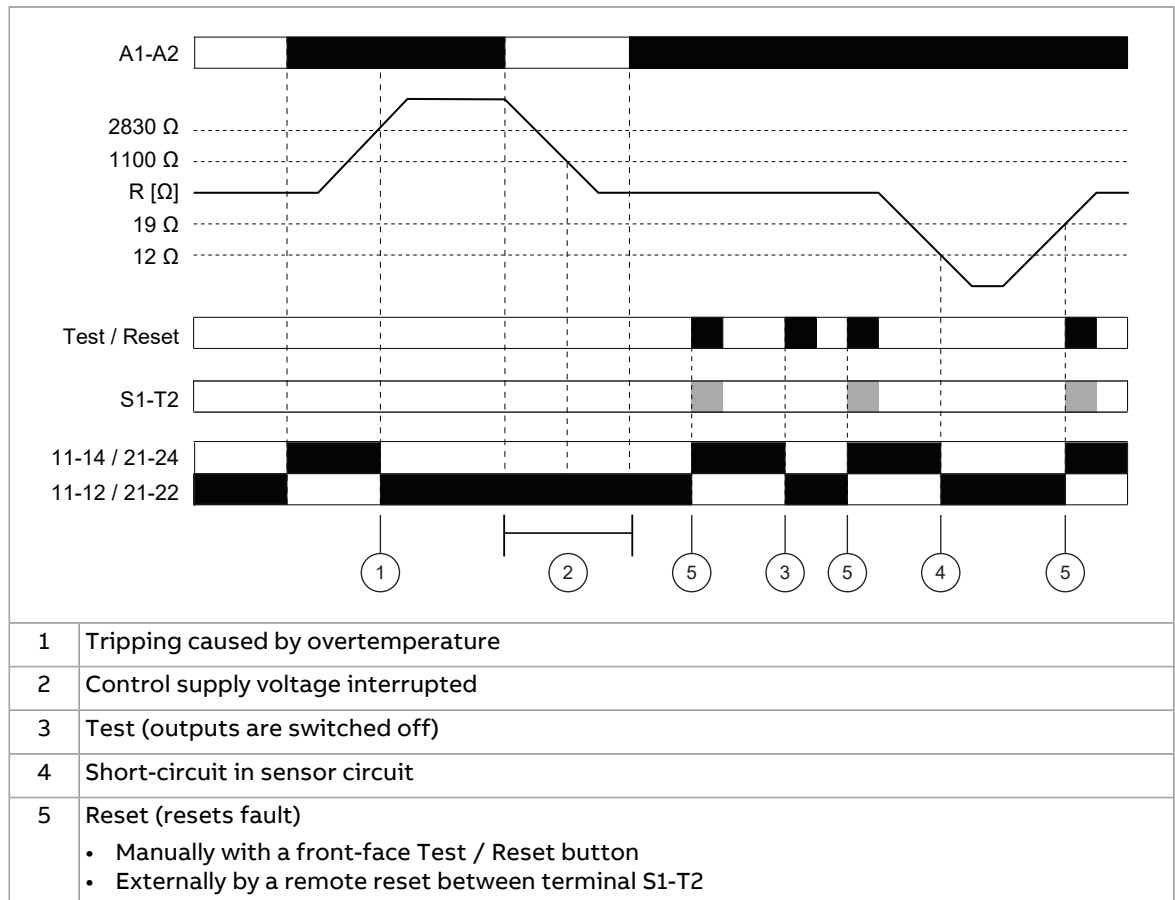 A1-A2
2830 Ω
1100 Ω
R [Ω]
19 Ω
12 Ω
Test / Reset
S1-T2
11-14 / 21-24
11-12 / 21-22
1 2 5 3 5 4 5
1 Tripping caused by overtemperature
2 Control supply voltage interrupted
3 Test (outputs are switched off)
4 Short-circuit in sensor circuit
5 Reset (resets fault)
• Manually with a front-face Test / Reset button
• Externally by a remote reset between terminal S1-T2